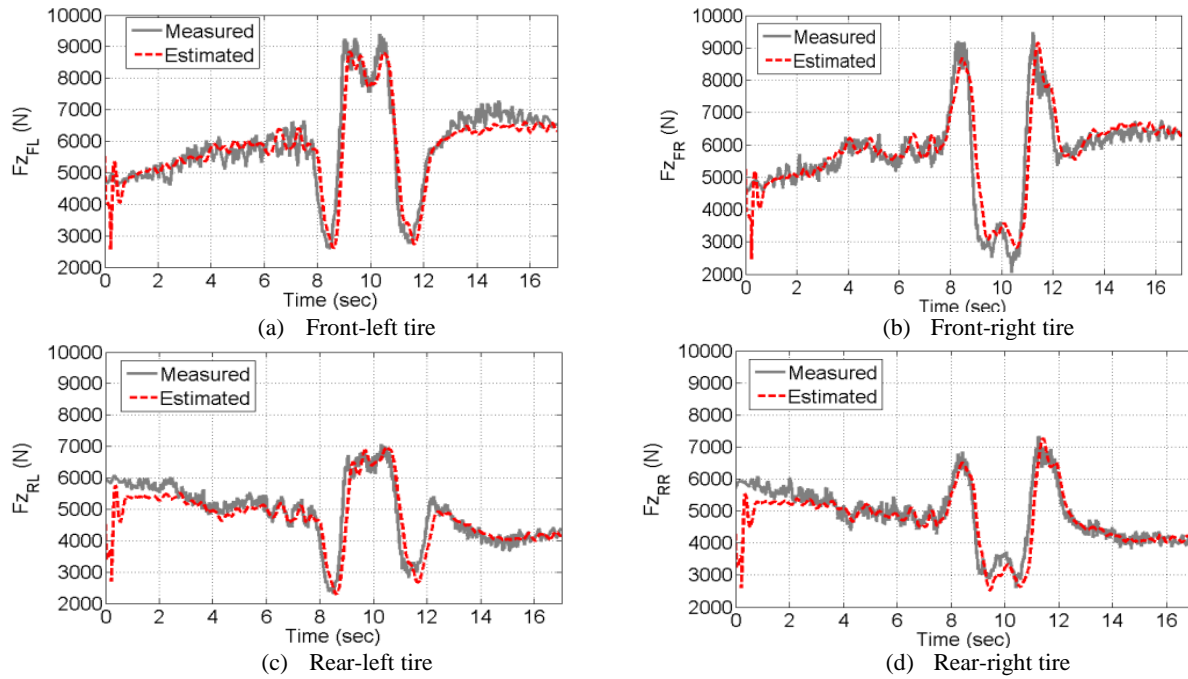 10000
9000
8000
7000
6000
5000
4000
3000
2000
Fz_FL (N)
Measured
Estimated
0 2 4 6 8 10 12 14 16
Time (sec)
(a) Front-left tire
10000
9000
8000
7000
6000
5000
4000
3000
2000
Fz_FR (N)
Measured
Estimated
0 2 4 6 8 10 12 14 16
Time (sec)
(b) Front-right tire
10000
9000
8000
7000
6000
5000
4000
3000
2000
Fz_RL (N)
Measured
Estimated
0 2 4 6 8 10 12 14 16
Time (sec)
(c) Rear-left tire
10000
9000
8000
7000
6000
5000
4000
3000
2000
Fz_RR (N)
Measured
Estimated
0 2 4 6 8 10 12 14 16
Time (sec)
(d) Rear-right tire